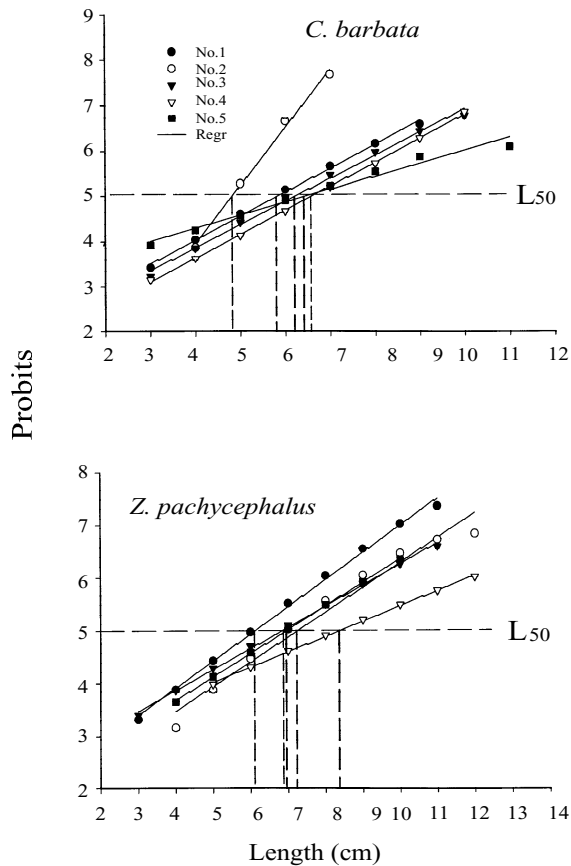 9
C. barbata
No.1
No.2
8
No.3
No.4
No.5
7
Regr
6
5
L50
4
3
2
2 3 4 5 6 7 8 9 10 11 12
Probits
8
Z. pachycephalus
7
6
5
L50
4
3
2
2 3 4 5 6 7 8 9 10 11 12 13 14
Length (cm)